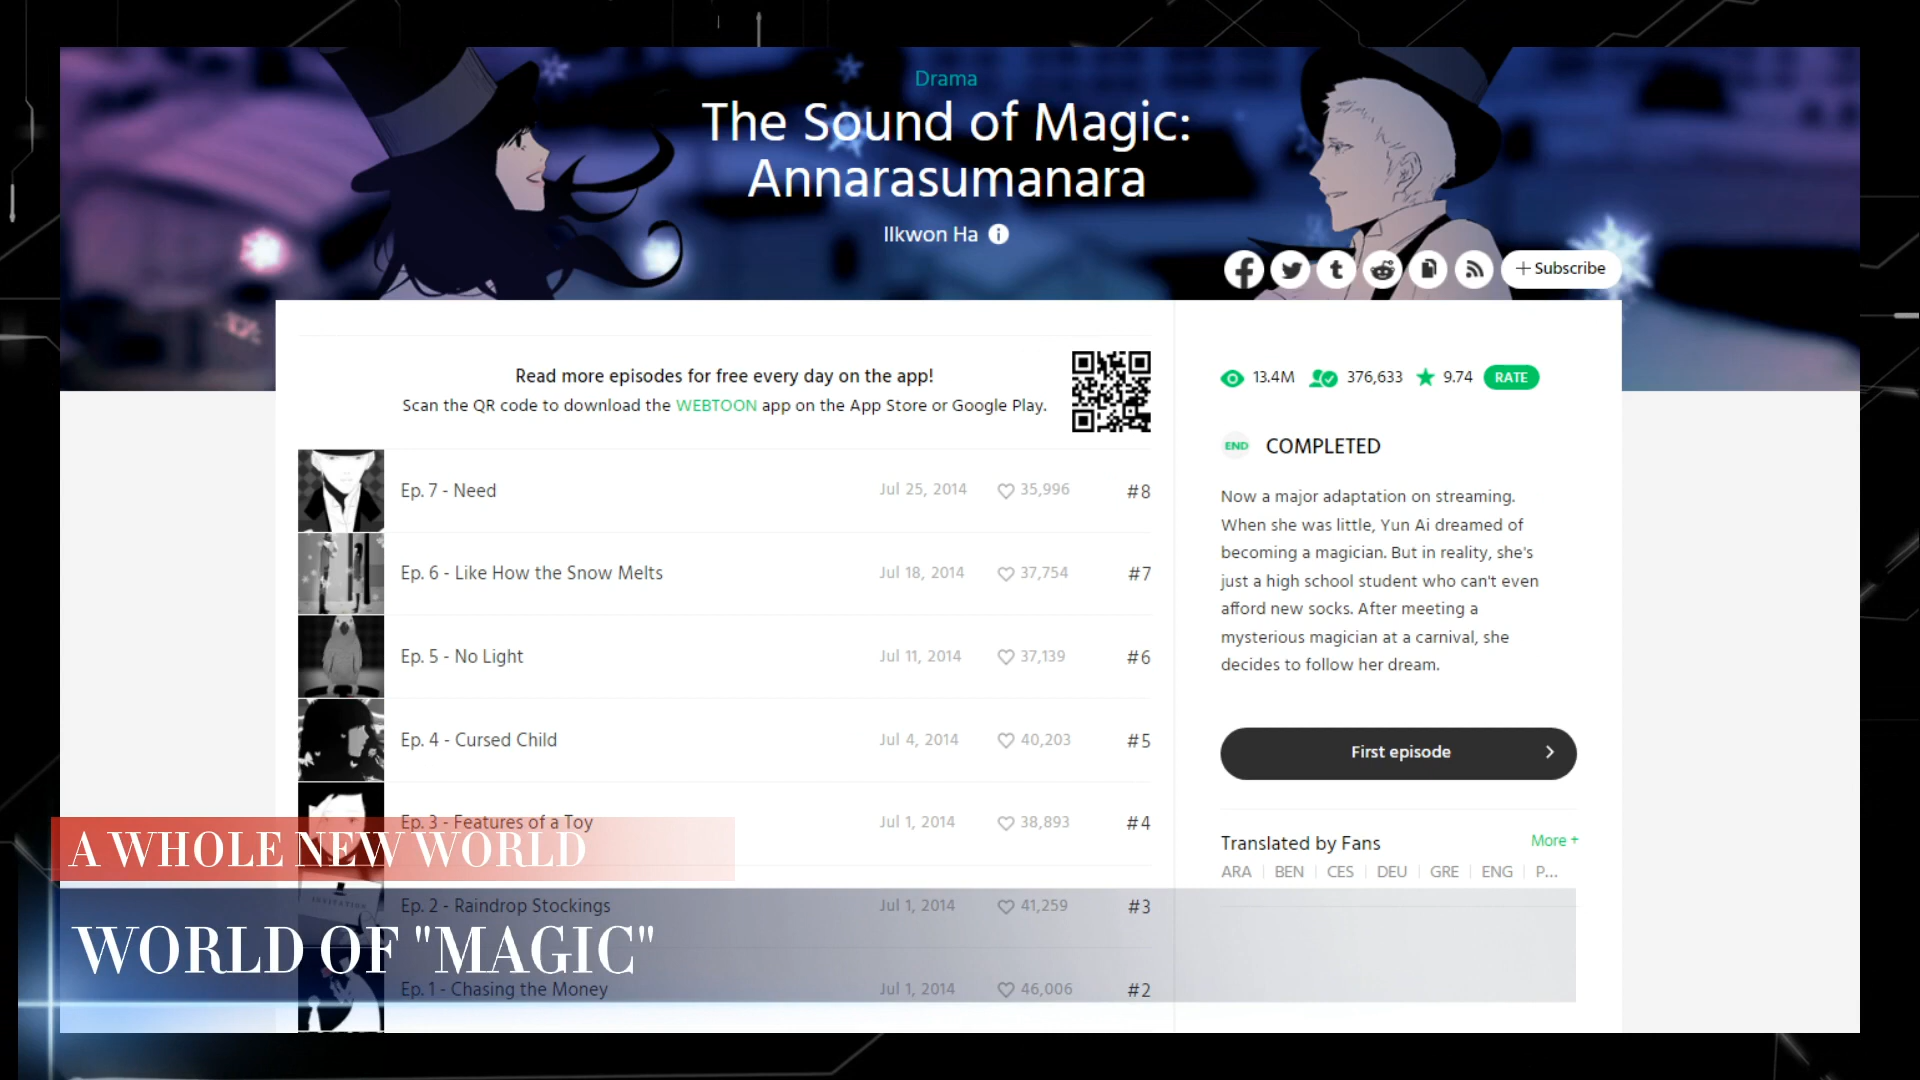 Drama
The Sound of Magic:
Annarasumanara
Ilkwon Ha
+ Subscribe
Read more episodes for free every day on the app!
Scan the QR code to download the WEBTOON app on the App Store or Google Play.
Ep. 7 - Need Jul 25, 2014 35,996 #8
Ep. 6 - Like How the Snow Melts Jul 18, 2014 37,754 #7
Ep. 5 - No Light Jul 11, 2014 37,139 #6
Ep. 4 - Cursed Child Jul 4, 2014 40,203 #5
Ep. 3 - Features of a Toy Jul 1, 2014 38,893 #4
Ep. 2 - Raindrop Stockings Jul 1, 2014 41,259 #3
Ep. 1 - Chasing the Money Jul 1, 2014 46,006 #2
13.4M 376,633 9.74 RATE
END COMPLETED
Now a major adaptation on streaming.
When she was little, Yun Ai dreamed of
becoming a magician. But in reality, she's
just a high school student who can't even
afford new socks. After meeting a
mysterious magician at a carnival, she
decides to follow her dream.
First episode
Translated by Fans More +
ARA BEN CES DEU GRE ENG P...
A WHOLE NEW WORLD
WORLD OF "MAGIC"